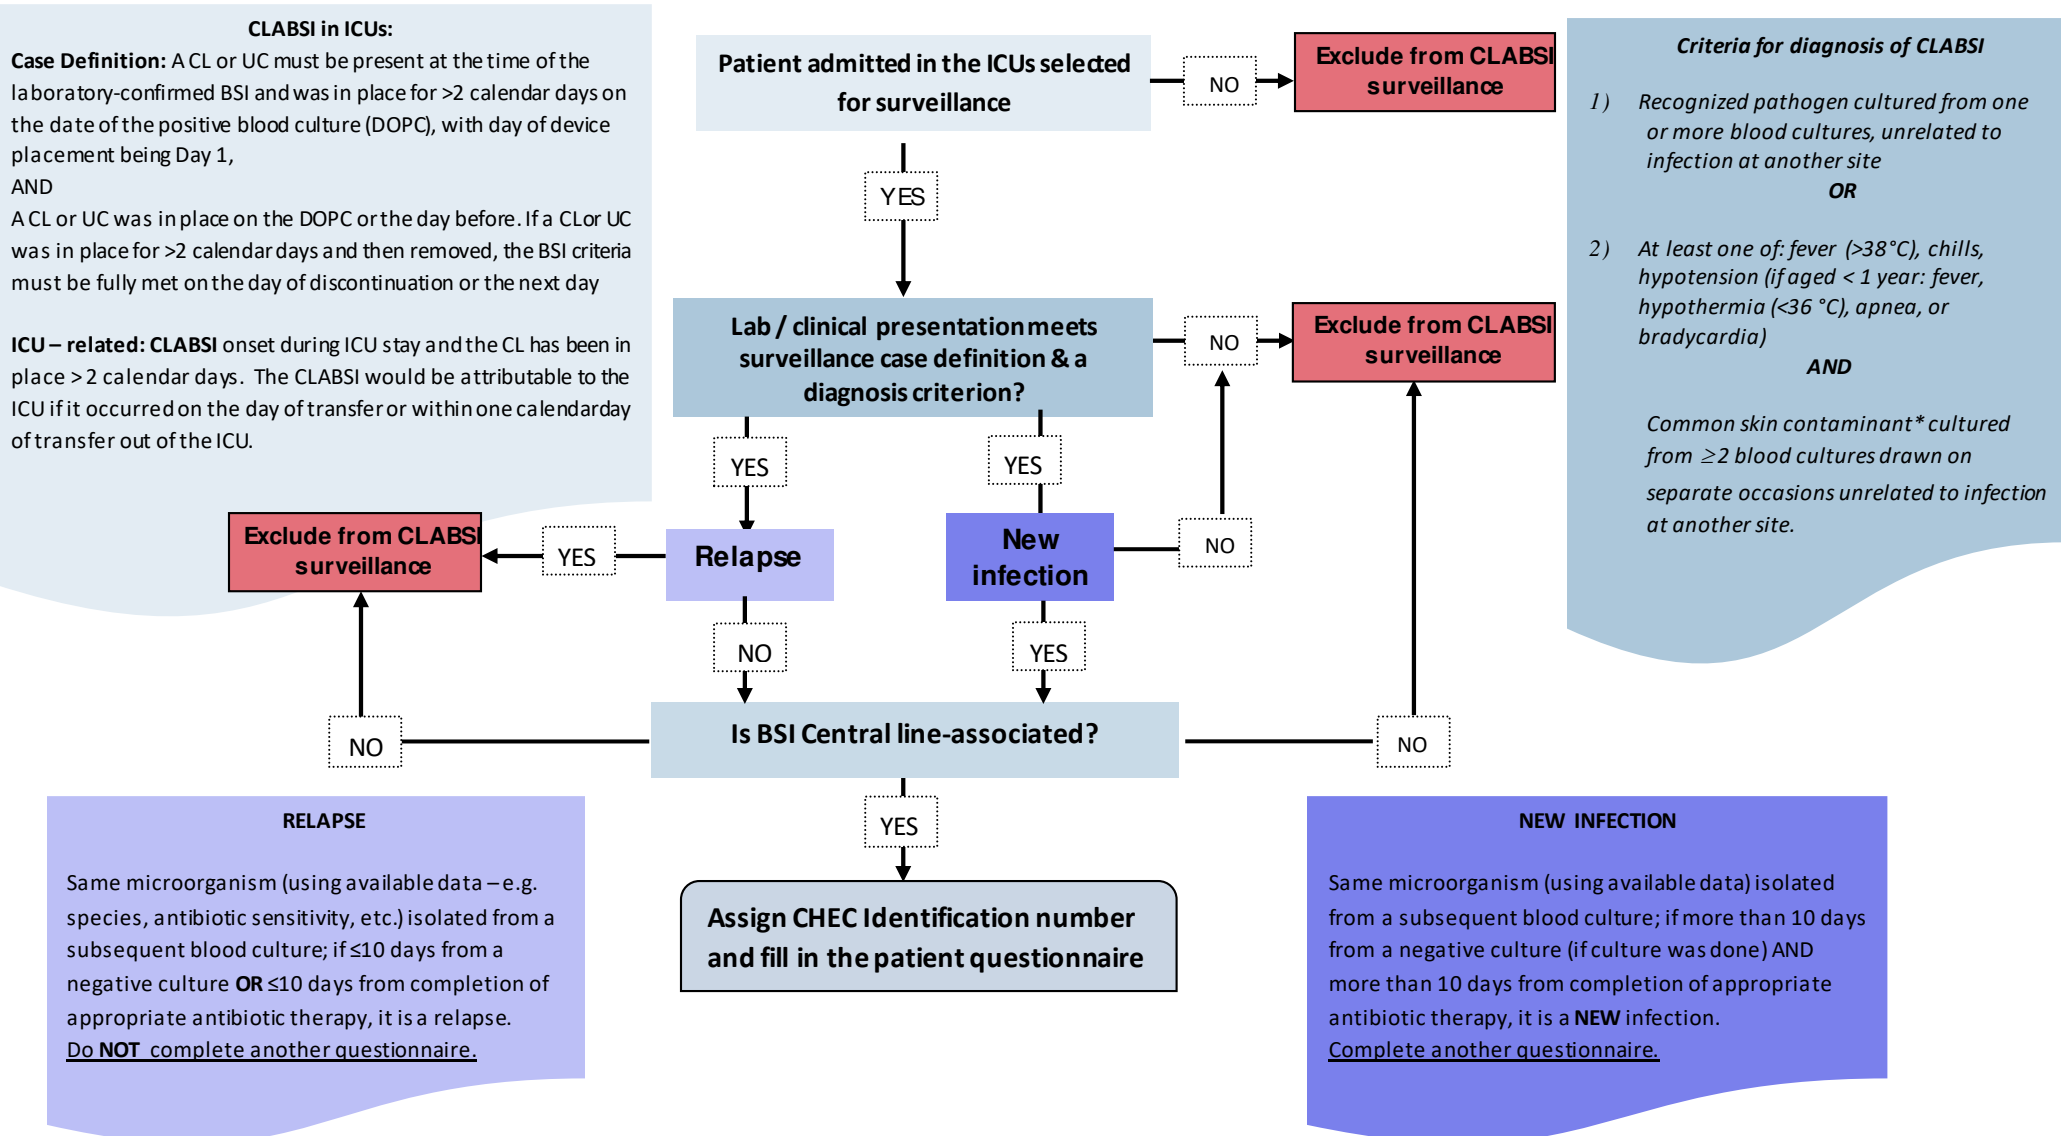 CLABSI in ICUs:
Case Definition: A CL or UC must be present at the time of the
laboratory-confirmed BSI and was in place for >2 calendar days on
the date of the positive blood culture (DOPC), with day of device
placement being Day 1,
AND
A CL or UC was in place on the DOPC or the day before. If a CL or UC
was in place for >2 calendar days and then removed, the BSI criteria
must be fully met on the day of discontinuation or the next day
ICU – related: CLABSI onset during ICU stay and the CL has been in
place > 2 calendar days. The CLABSI would be attributable to the
ICU if it occurred on the day of transfer or within one calendar day
of transfer out of the ICU.
Patient admitted in the ICUs selected
for surveillance
NO
Exclude from CLABSI
surveillance
YES
Criteria for diagnosis of CLABSI
1) Recognized pathogen cultured from one
or more blood cultures, unrelated to
infection at another site
OR
2) At least one of: fever (>38°C), chills,
hypotension (if aged < 1 year: fever,
hypothermia (<36 °C), apnea, or
bradycardia)
AND
Common skin contaminant* cultured
from ≥2 blood cultures drawn on
separate occasions unrelated to infection
at another site.
Lab / clinical presentation meets
surveillance case definition & a
diagnosis criterion?
NO
Exclude from CLABSI
surveillance
YES
YES
Exclude from CLABSI
surveillance
YES
Relapse
New
infection
NO
NO
YES
NO
Is BSI Central line-associated?
NO
YES
Assign CHEC Identification number
and fill in the patient questionnaire
RELAPSE
Same microorganism (using available data – e.g.
species, antibiotic sensitivity, etc.) isolated from a
subsequent blood culture; if ≤10 days from a
negative culture OR ≤10 days from completion of
appropriate antibiotic therapy, it is a relapse.
Do NOT complete another questionnaire.
NEW INFECTION
Same microorganism (using available data) isolated
from a subsequent blood culture; if more than 10 days
from a negative culture (if culture was done) AND
more than 10 days from completion of appropriate
antibiotic therapy, it is a NEW infection.
Complete another questionnaire.